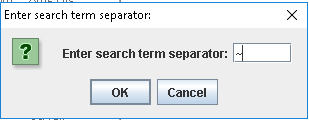 Enter search term separator:
?
Enter search term separator: ~
OK Cancel